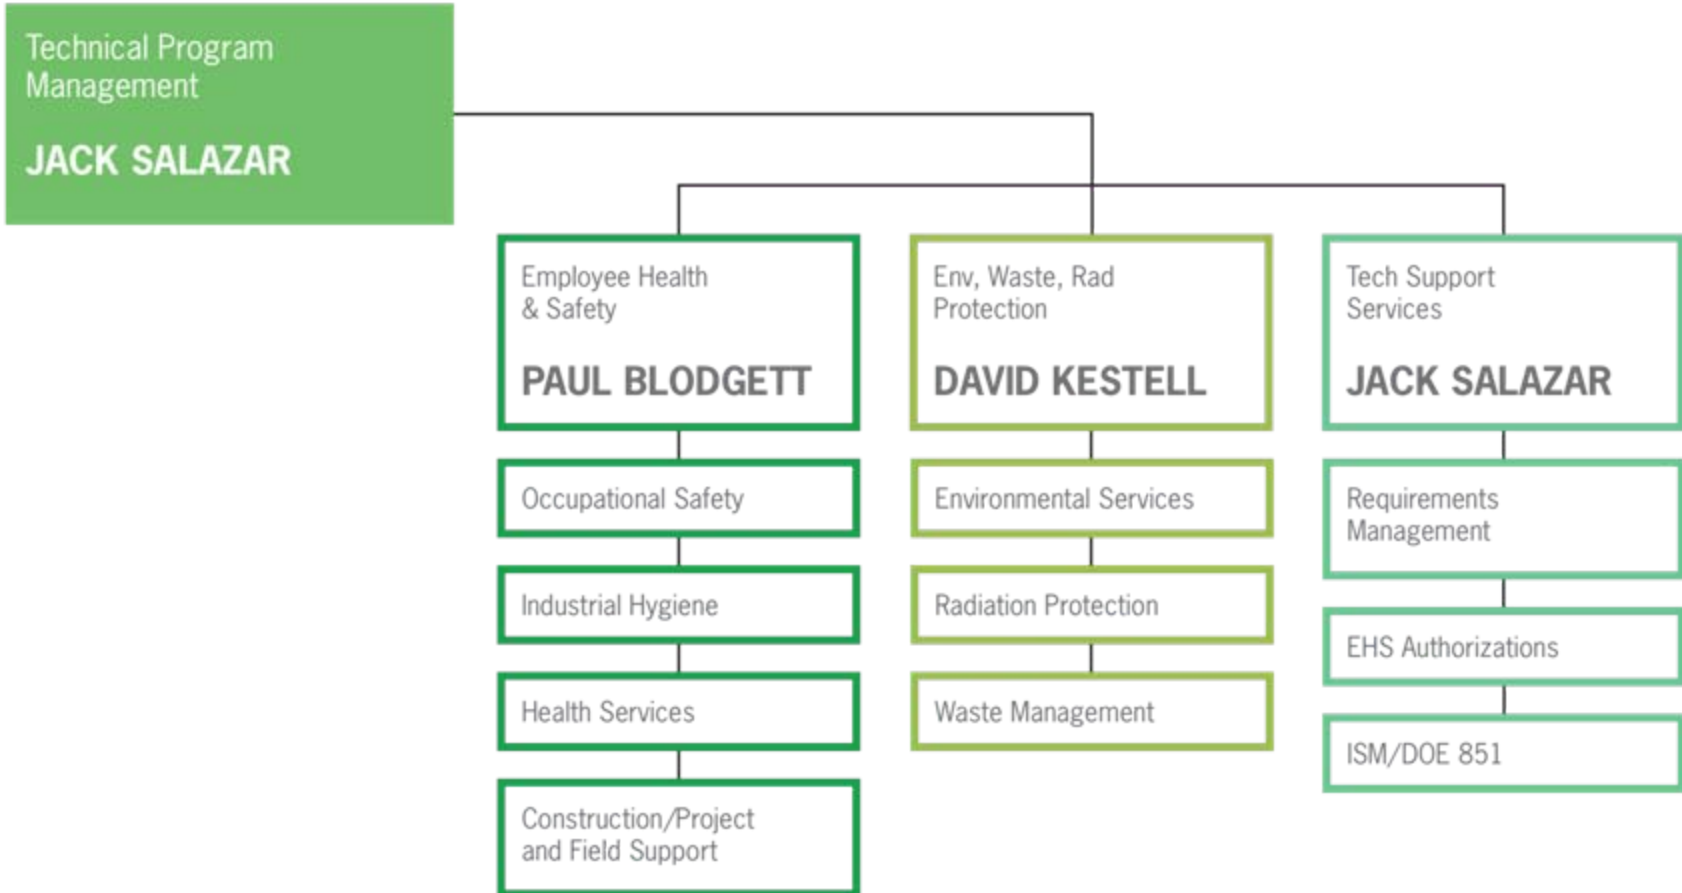 Technical Program
Management
JACK SALAZAR
Employee Health
& Safety
PAUL BLODGETT
Occupational Safety
Industrial Hygiene
Health Services
Construction/Project
and Field Support
Env, Waste, Rad
Protection
DAVID KESTELL
Environmental Services
Radiation Protection
Waste Management
Tech Support
Services
JACK SALAZAR
Requirements
Management
EHS Authorizations
ISM/DOE 851